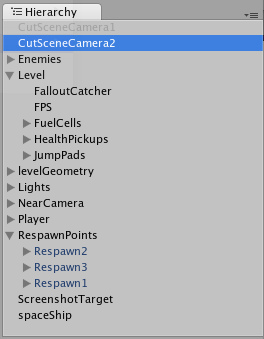 Hierarchy
CutSceneCamera1
CutSceneCamera2
Enemies
Level
FalloutCatcher
FPS
FuelCells
HealthPickups
JumpPads
levelGeometry
Lights
NearCamera
Player
RespawnPoints
Respawn2
Respawn3
Respawn1
ScreenshotTarget
spaceShip